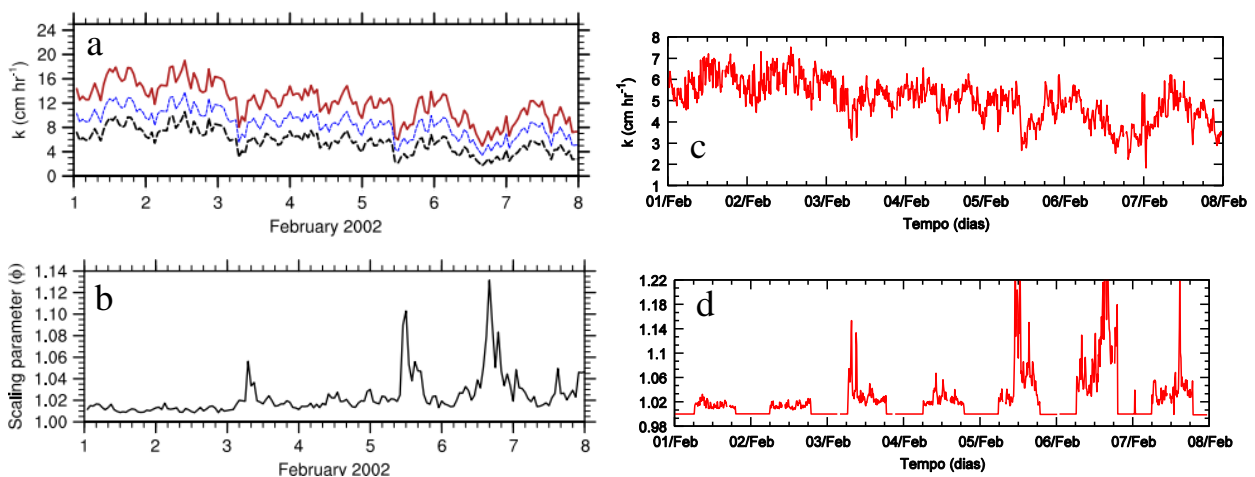 a
k (cm hr-1)
24
20
16
12
8
4
0
1 2 3 4 5 6 7 8
February 2002
c
k (cm hr-1)
8
7
6
5
4
3
2
1
01/Feb 02/Feb 03/Feb 04/Feb 05/Feb 06/Feb 07/Feb 08/Feb
Tempo (dias)
b
Scaling parameter (ϕ)
1.14
1.12
1.10
1.08
1.06
1.04
1.02
1.00
1 2 3 4 5 6 7 8
February 2002
d
1.22
1.18
1.14
1.1
1.06
1.02
0.98
01/Feb 02/Feb 03/Feb 04/Feb 05/Feb 06/Feb 07/Feb 08/Feb
Tempo (dias)